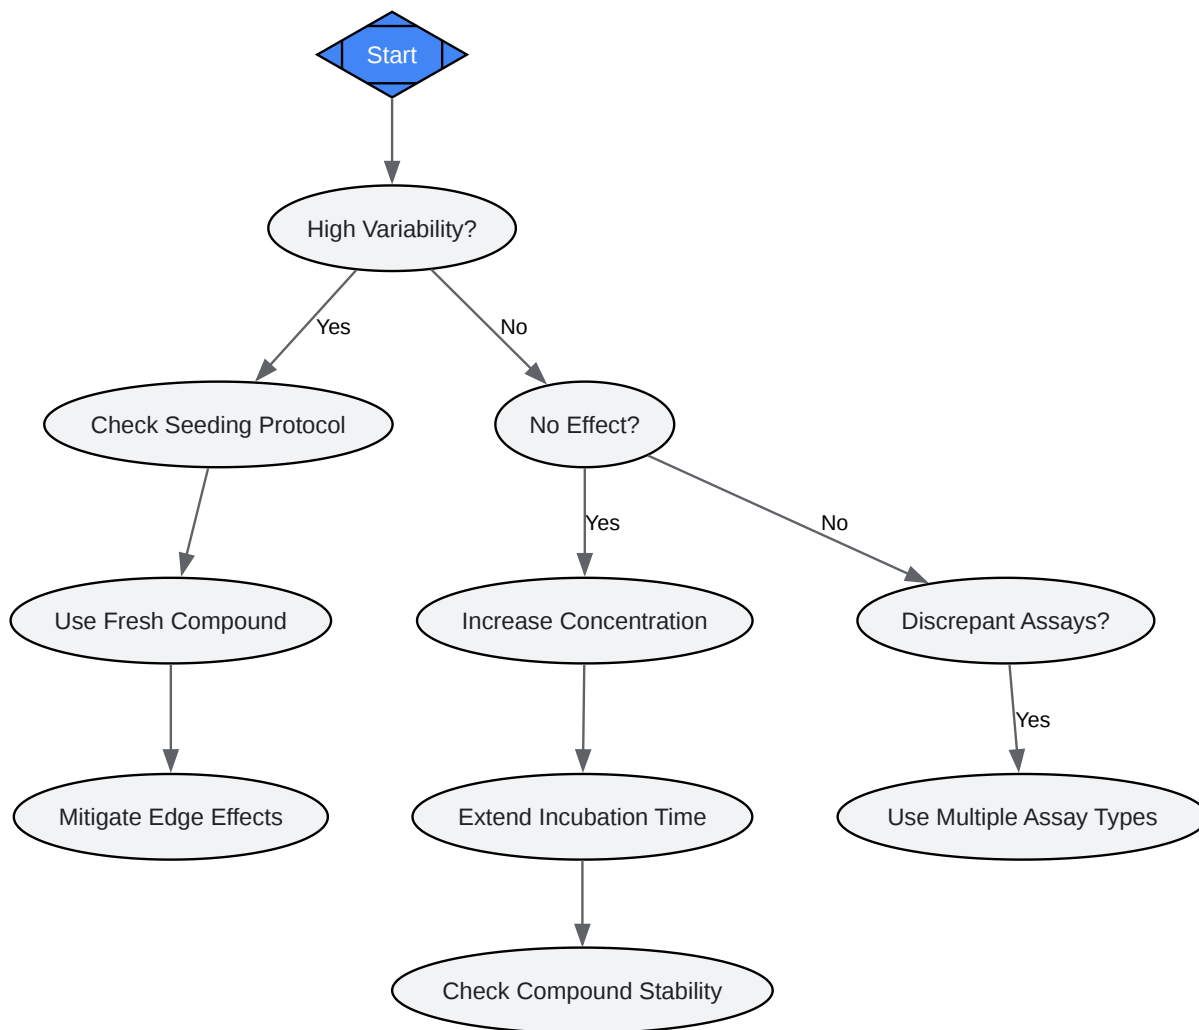 Start
High Variability?
Yes
No
Check Seeding Protocol
No Effect?
Yes
No
Use Fresh Compound
Increase Concentration
Discrepant Assays?
Yes
Mitigate Edge Effects
Extend Incubation Time
Use Multiple Assay Types
Check Compound Stability